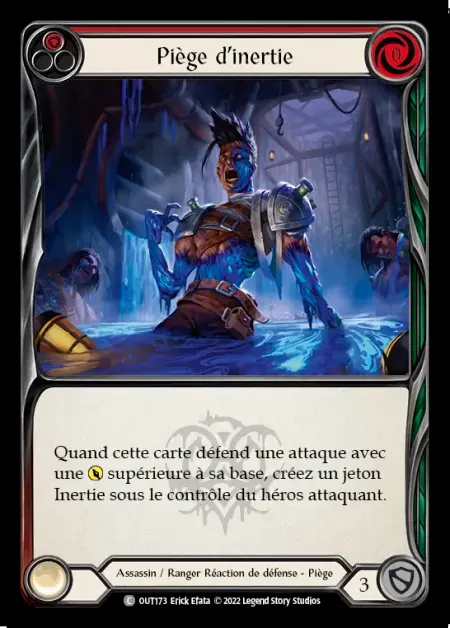 Piège d'inertie
0
Quand cette carte défend une attaque avec
une supérieure à sa base, créez un jeton
Inertie sous le contrôle du héros attaquant.
Assassin / Ranger Réaction de défense - Piège
3
C OUT173 Erick Efata © 2022 Legend Story Studios